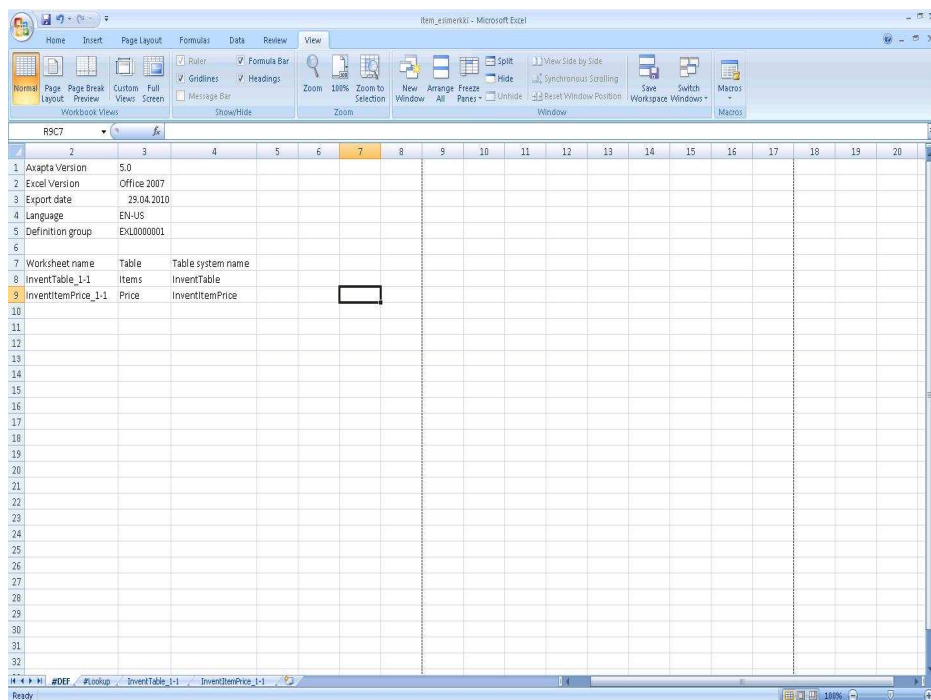 item_esimerkki - Microsoft Excel
Home Insert Page Layout Formulas Data Review View
Normal Page Layout Page Break Preview Custom Views Full Screen
Workbook Views
Ruler Formula Bar
Gridlines Headings
Message Bar
Show/Hide
Zoom 100% Zoom to Selection
Zoom
New Window Arrange All Freeze Panes Split Hide Unhide
View Side by Side
Synchronous Scrolling
Reset Window Position
Window
Save Workspace Switch Windows
Macros
Macros
R9C7 fx
2 3 4 5 6 7 8 9 10 11 12 13 14 15 16 17 18 19 20
1 Axapta Version 5.0
2 Excel Version Office 2007
3 Export date 29.04.2010
4 Language EN-US
5 Definition group EXL0000001
6
7 Worksheet name Table Table system name
8 InventTable_1-1 Items InventTable
9 InventItemPrice_1-1 Price InventItemPrice
10
11
12
13
14
15
16
17
18
19
20
21
22
23
24
25
26
27
28
29
30
31
32
#DEF #Lookup InventTable_1-1 InventItemPrice_1-1
Ready 100%